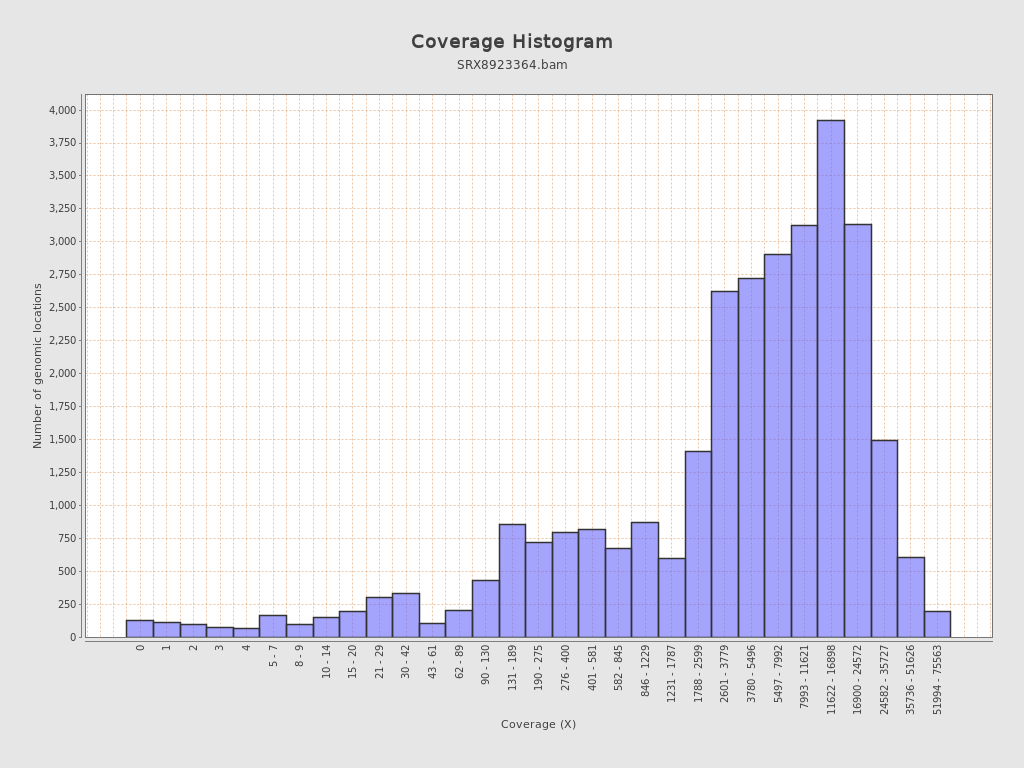 Coverage Histogram
SRX8923364.bam
Number of genomic locations
4,000
3,750
3,500
3,250
3,000
2,750
2,500
2,250
2,000
1,750
1,500
1,250
1,000
750
500
250
0
0
1
2
3
4
5 - 7
8 - 9
10 - 14
15 - 20
21 - 29
30 - 42
43 - 61
62 - 89
90 - 130
131 - 189
190 - 275
276 - 400
401 - 581
582 - 845
846 - 1229
1231 - 1787
1788 - 2599
2601 - 3779
3780 - 5496
5497 - 7992
7993 - 11621
11622 - 16898
16900 - 24572
24582 - 35727
35736 - 51626
51994 - 75563
Coverage (X)